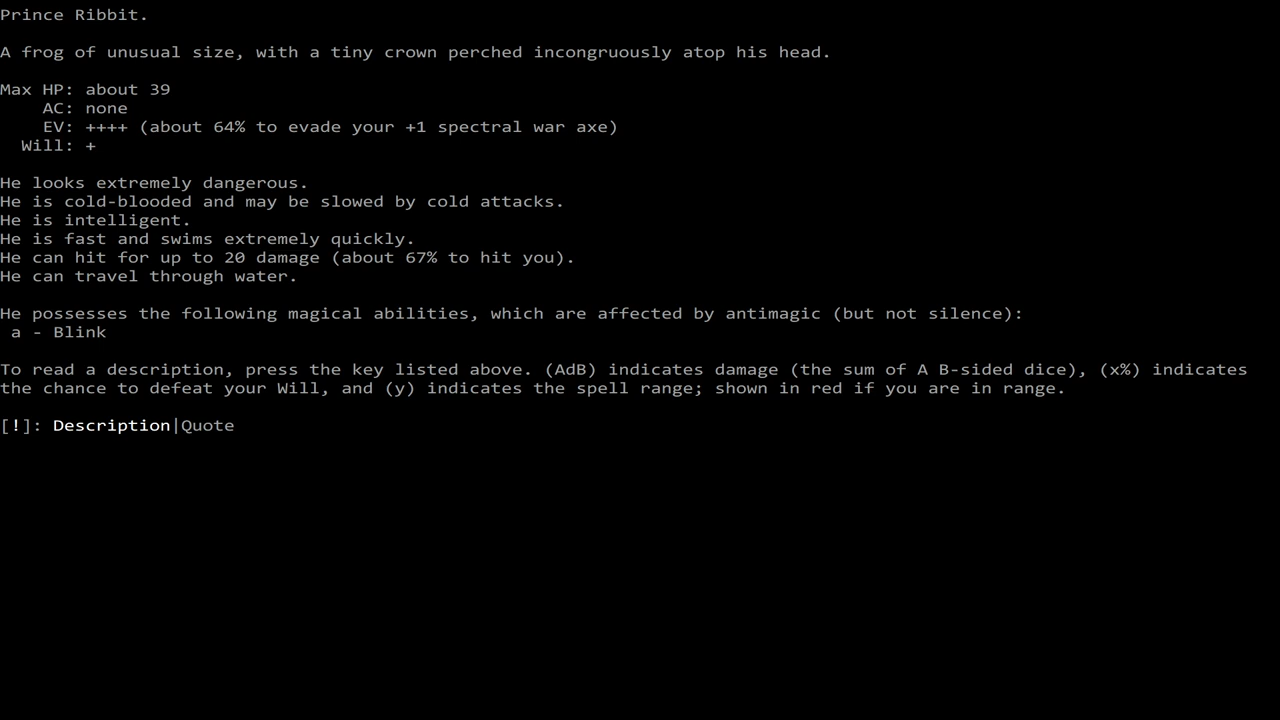 Prince Ribbit.
A frog of unusual size, with a tiny crown perched incongruously atop his head.
Max HP: about 39
AC: none
EV: ++++ (about 64% to evade your +1 spectral war axe)
Will: +
He looks extremely dangerous.
He is cold-blooded and may be slowed by cold attacks.
He is intelligent.
He is fast and swims extremely quickly.
He can hit for up to 20 damage (about 67% to hit you).
He can travel through water.
He possesses the following magical abilities, which are affected by antimagic (but not silence):
a - Blink
To read a description, press the key listed above. (AdB) indicates damage (the sum of A B-sided dice), (x%) indicates
the chance to defeat your Will, and (y) indicates the spell range; shown in red if you are in range.
[!]: Description|Quote